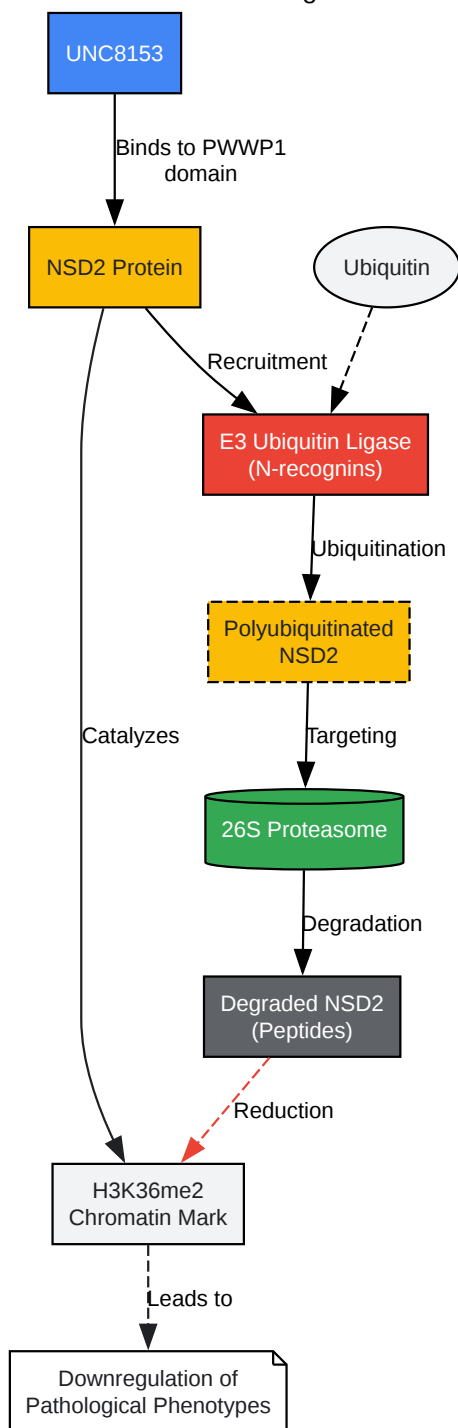 UNC8153
Binds to PWWP1
domain
NSD2 Protein
Ubiquitin
Recruitment
E3 Ubiquitin Ligase
(N-recognins)
Ubiquitination
Polyubiquitinated
NSD2
Catalyzes
Targeting
26S Proteasome
Degradation
Degraded NSD2
(Peptides)
Reduction
H3K36me2
Chromatin Mark
Leads to
Downregulation of
Pathological Phenotypes